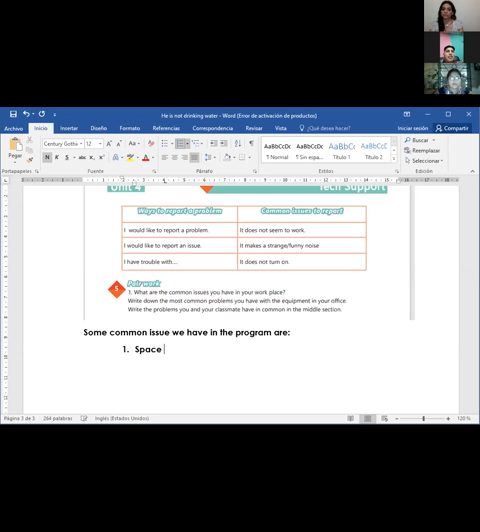 He is not drinking water - Word (Error de activación de productos)
Archivo Inicio Insertar Diseño Formato Referencias Correspondencia Revisar Vista ¿Qué desea hacer? Iniciar sesión Compartir
Century Gothic 12 Aa
Pegar
N K S abc x₂ x²
AaBbCcDc AaBbCcDc AaBbCc AaBbCcD
¶ Normal ¶ Sin espa... Título 1 Título 2
Buscar
Reemplazar
Seleccionar
Portapapeles Fuente Párrafo Estilos Edición
Unit 4 Tech Support
Ways to report a problem Common issues to report
I would like to report a problem. It does not seem to work.
I would like to report an issue. It makes a strange/funny noise
I have trouble with.... It does not turn on.
5 Pair work
1. What are the common issues you have in your work place?
Write down the most common problems you have with the equipment in your office.
Write the problems you and your classmate have in common in the middle section.
Some common issue we have in the program are:
1. Space
Página 3 de 3 264 palabras Inglés (Estados Unidos) 120 %